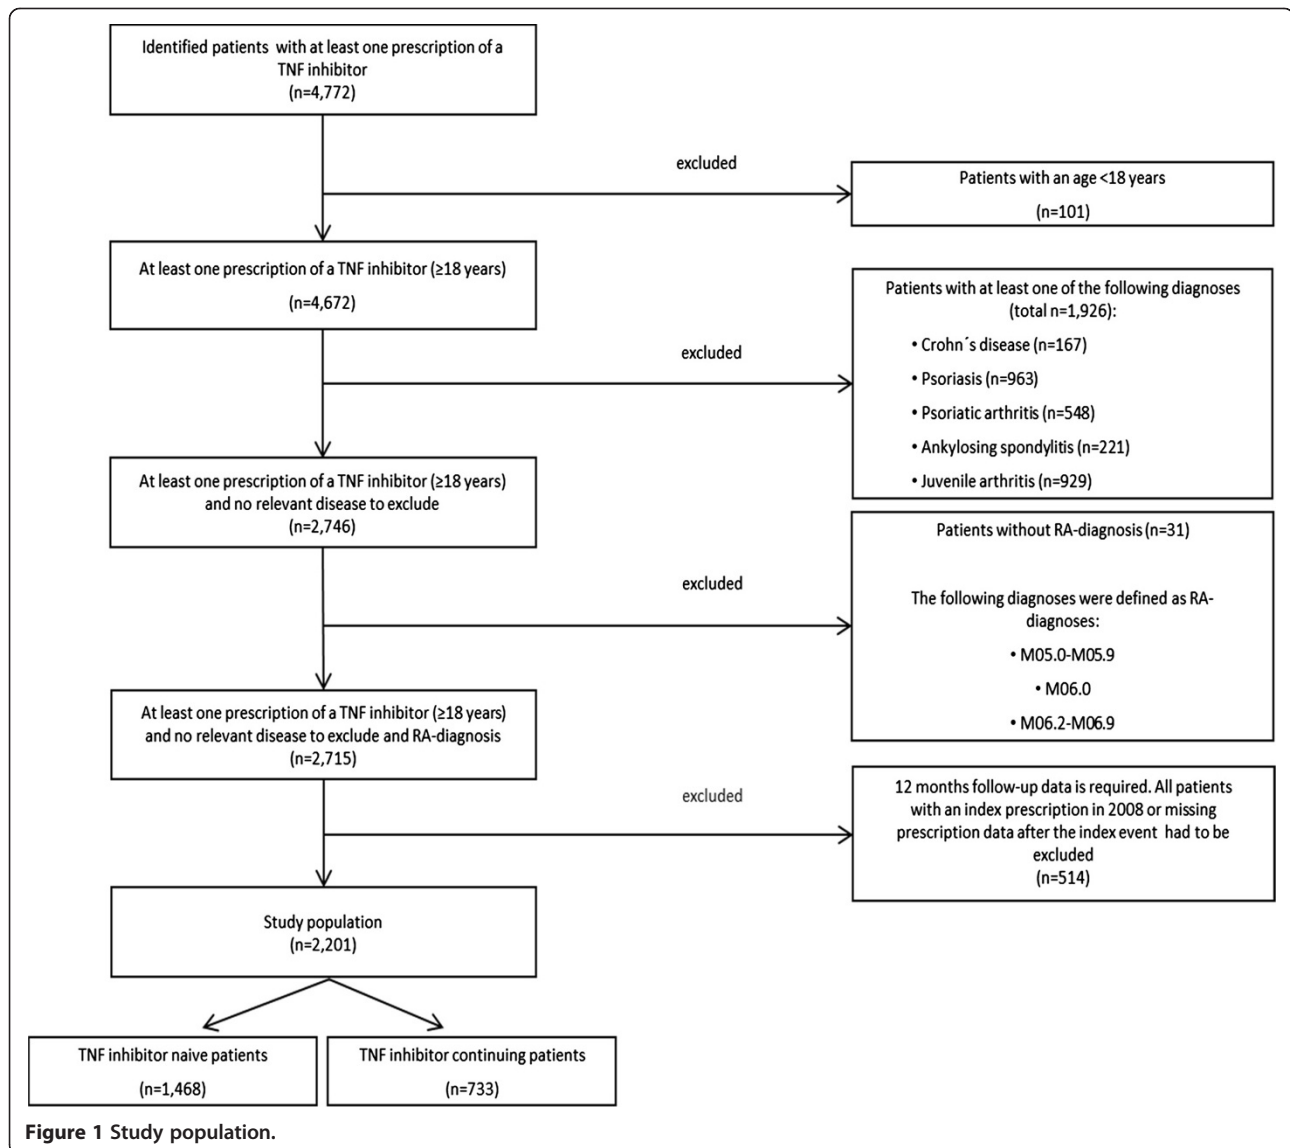 Identified patients with at least one prescription of a
TNF inhibitor
(n=4,772)
excluded
Patients with an age <18 years
(n=101)
At least one prescription of a TNF inhibitor (≥18 years)
(n=4,672)
excluded
Patients with at least one of the following diagnoses
(total n=1,926):
• Crohn´s disease (n=167)
• Psoriasis (n=963)
• Psoriatic arthritis (n=548)
• Ankylosing spondylitis (n=221)
• Juvenile arthritis (n=929)
At least one prescription of a TNF inhibitor (≥18 years)
and no relevant disease to exclude
(n=2,746)
excluded
Patients without RA-diagnosis (n=31)
The following diagnoses were defined as RA-
diagnoses:
• M05.0-M05.9
• M06.0
• M06.2-M06.9
At least one prescription of a TNF inhibitor (≥18 years)
and no relevant disease to exclude and RA-diagnosis
(n=2,715)
excluded
12 months follow-up data is required. All patients
with an index prescription in 2008 or missing
prescription data after the index event had to be
excluded
(n=514)
Study population
(n=2,201)
TNF inhibitor naive patients
(n=1,468)
TNF inhibitor continuing patients
(n=733)
Figure 1 Study population.